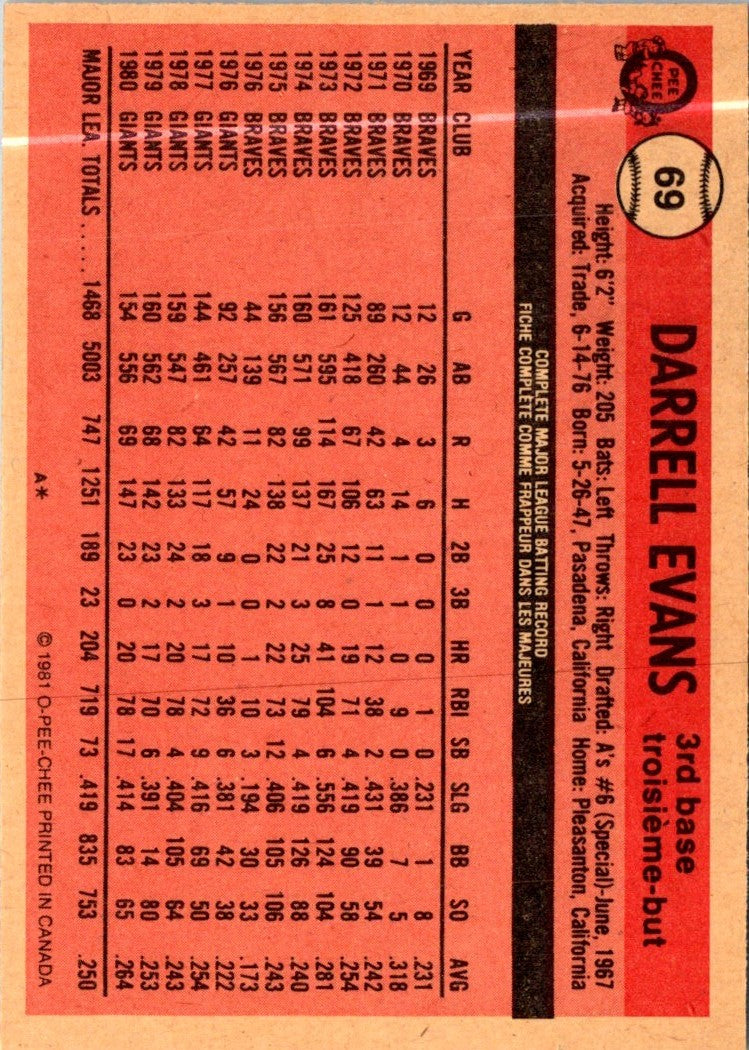 O
PEE
CHEE
69
DARRELL EVANS
3rd base
troisième-but
Height: 6'2" Weight: 205 Bats: Left Throws: Right Drafted: A's #6 (Special)-June, 1967
Acquired: Trade, 6-14-76 Born: 5-26-47, Pasadena, California Home: Pleasanton, California
COMPLETE MAJOR LEAGUE BATTING RECORD
FICHE COMPLÈTE COMME FRAPPEUR DANS LES MAJEURES
YEAR CLUB G AB R H 2B 3B HR RBI SB SLG BB SO AVG
1969 BRAVES 12 26 3 6 0 0 0 1 0 .231 1 8 .231
1970 BRAVES 12 44 4 14 1 1 0 9 0 .386 7 5 .318
1971 BRAVES 89 260 42 63 11 1 12 38 2 .431 39 54 .242
1972 BRAVES 125 418 67 106 12 0 19 71 4 .419 90 58 .254
1973 BRAVES 161 595 114 167 25 8 41 104 6 .556 124 104 .281
1974 BRAVES 160 571 99 137 21 3 25 79 4 .419 126 88 .240
1975 BRAVES 156 567 82 138 22 2 22 73 12 .406 105 106 .243
1976 BRAVES 44 139 11 24 0 0 1 10 3 .194 30 33 .173
1976 GIANTS 92 257 42 57 9 1 10 36 6 .381 42 38 .222
1977 GIANTS 144 461 64 117 18 3 17 72 9 .416 69 50 .254
1978 GIANTS 159 547 82 133 24 2 20 78 4 .404 105 64 .243
1979 GIANTS 160 562 68 142 23 2 17 70 6 .391 14 80 .253
1980 GIANTS 154 556 69 147 23 0 20 78 17 .414 83 65 .264
MAJOR LEA. TOTALS ..... 1468 5003 747 1251 189 23 204 719 73 .419 835 753 .250
A*
© 1981 O-PEE-CHEE PRINTED IN CANADA